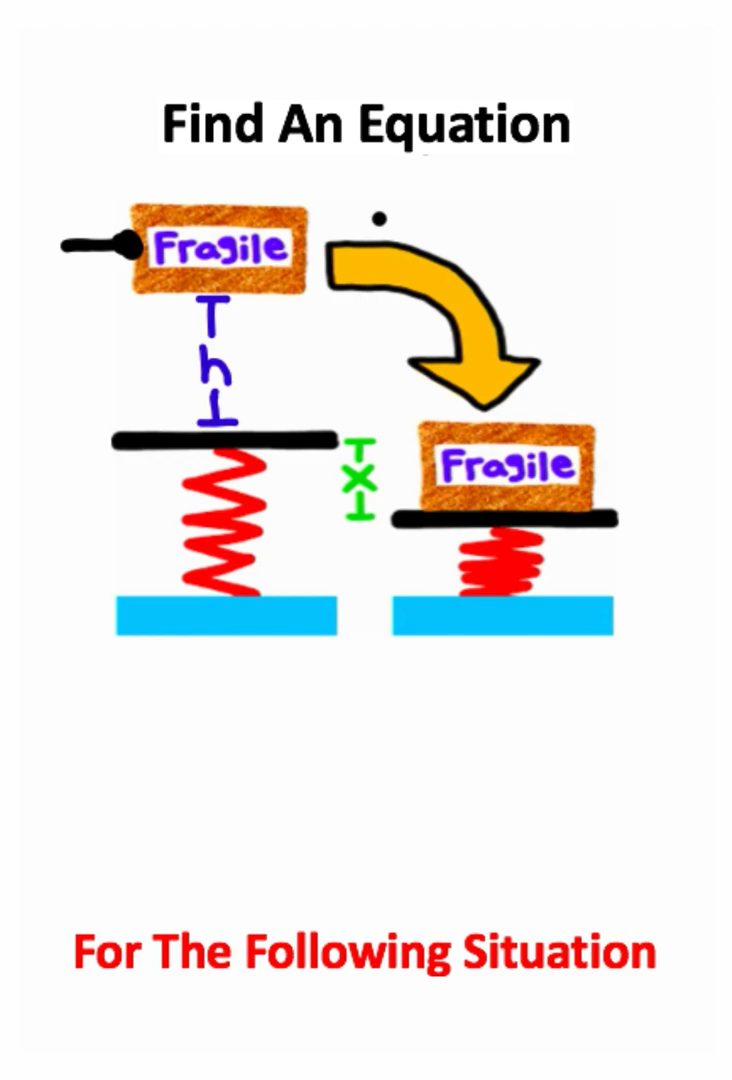 Find An Equation
Fragile
h
x
Fragile
For The Following Situation